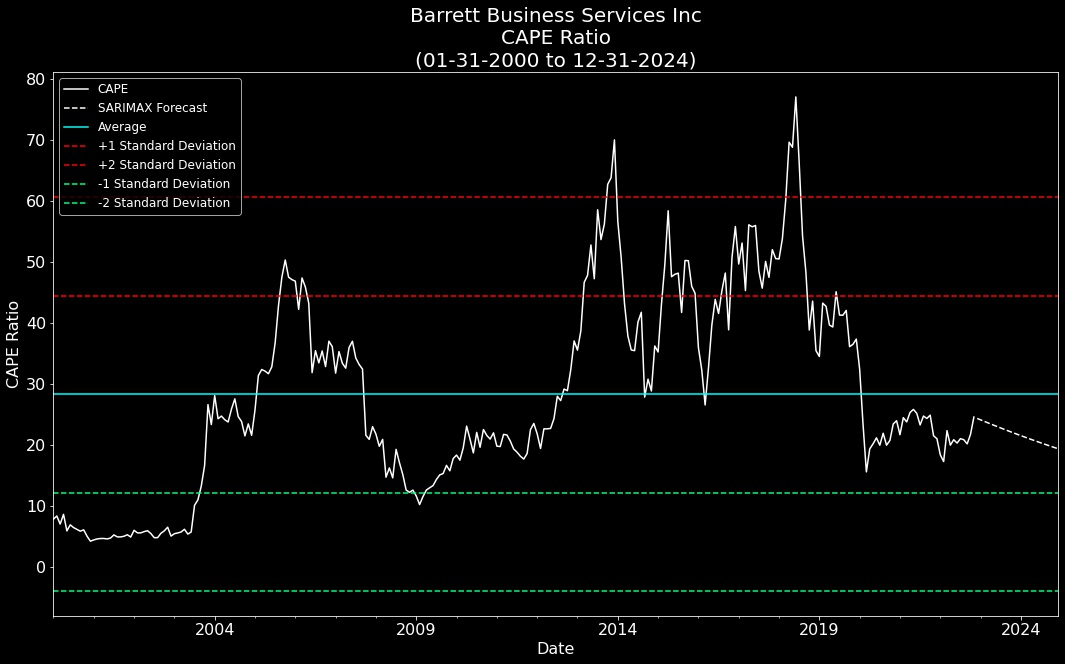 Barrett Business Services Inc
CAPE Ratio
(01-31-2000 to 12-31-2024)
CAPE
SARIMAX Forecast
Average
+1 Standard Deviation
+2 Standard Deviation
-1 Standard Deviation
-2 Standard Deviation
80
70
60
50
40
30
20
10
0
CAPE Ratio
2004 2009 2014 2019 2024
Date